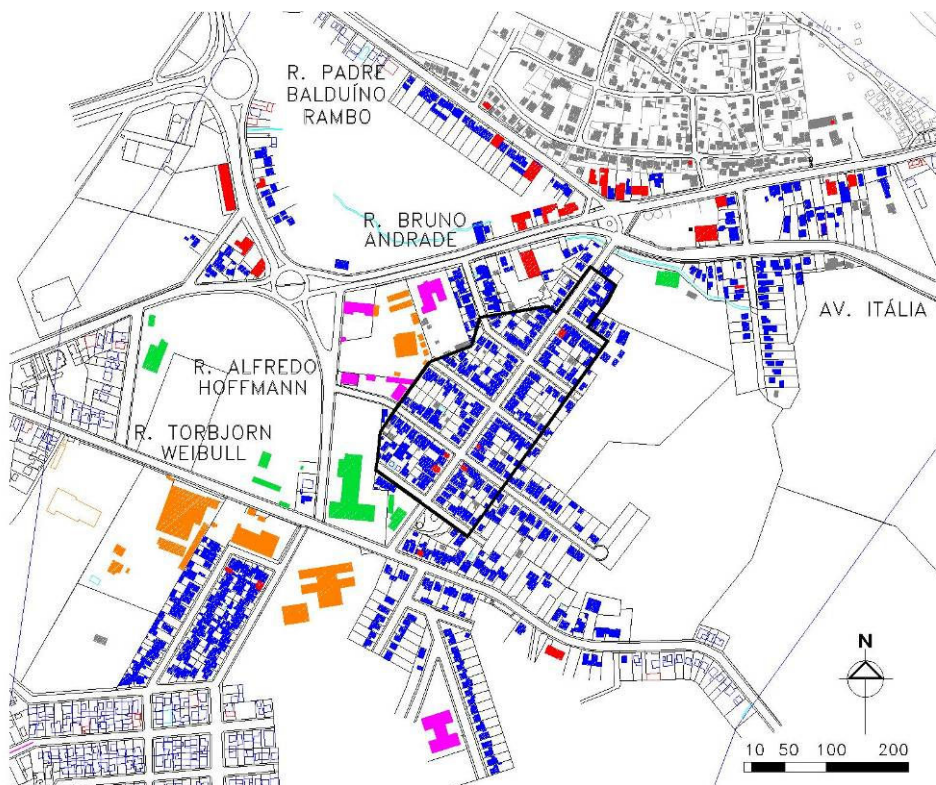 R. PADRE
BALDUÍNO
RAMBO
R. BRUNO
ANDRADE
AV. ITÁLIA
R. ALFREDO
HOFFMANN
R. TORBJORN
WEIBULL
N
10 50 100 200